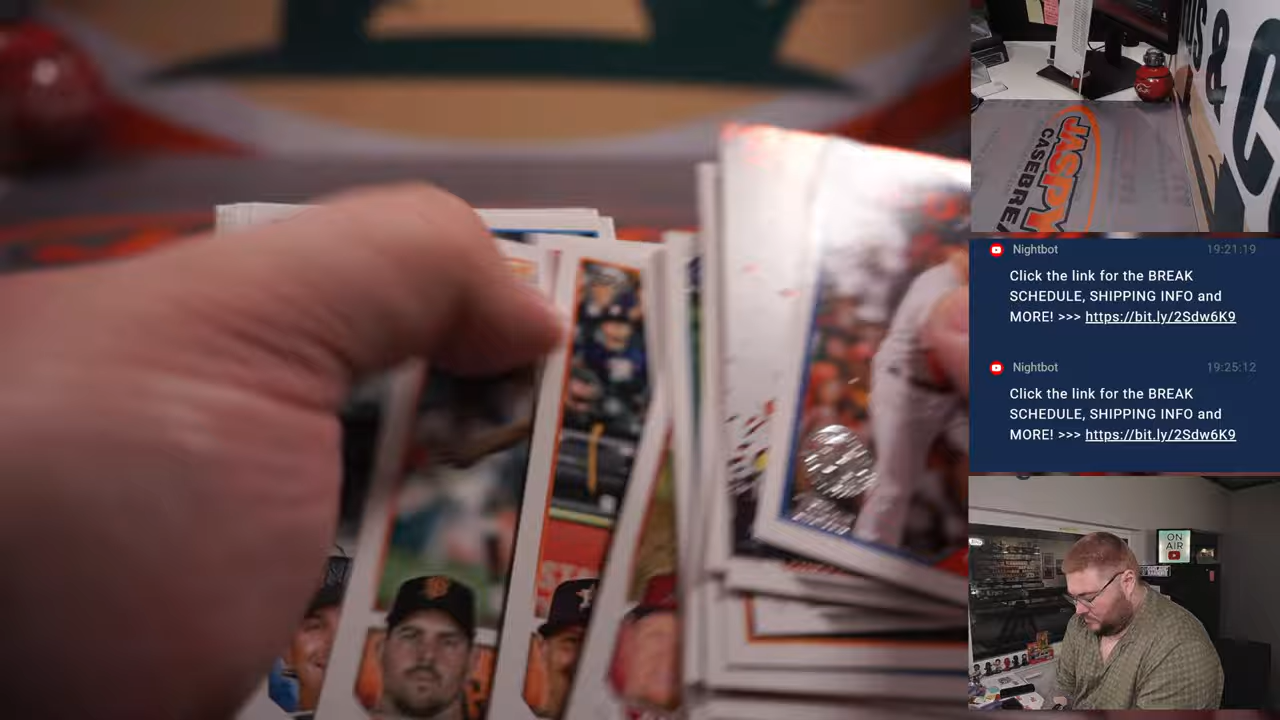 JASPY
CASEBREA
US & C
Nightbot 19:21:19
Click the link for the BREAK
SCHEDULE, SHIPPING INFO and
MORE! >>> https://bit.ly/2Sdw6K9
Nightbot 19:25:12
Click the link for the BREAK
SCHEDULE, SHIPPING INFO and
MORE! >>> https://bit.ly/2Sdw6K9
ON
AIR